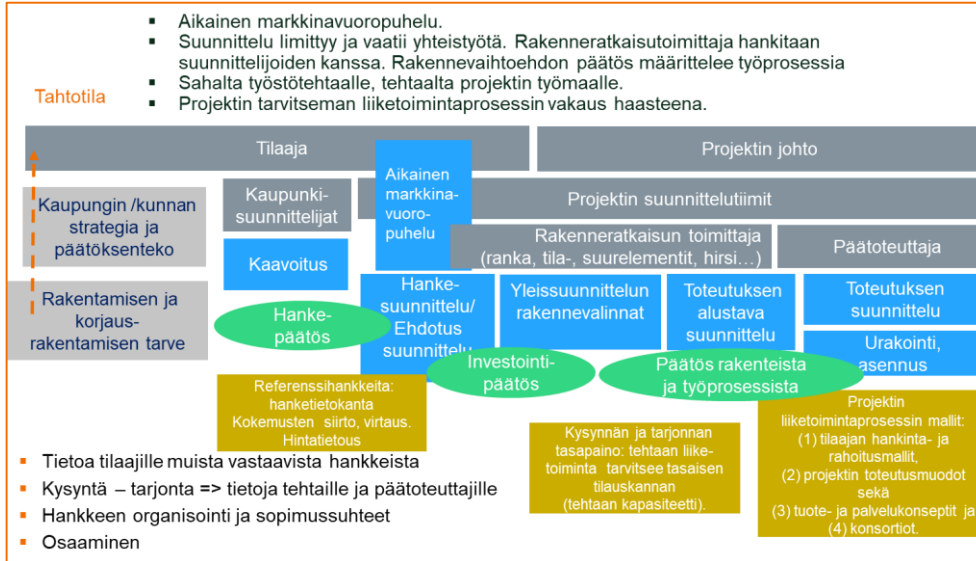 ▪ Aikainen markkinavuoropuhelu.
▪ Suunnittelu limittyy ja vaatii yhteistyötä. Rakenneratkaisutoimittaja hankitaan
suunnittelijoiden kanssa. Rakennevaihtoehdon päätös määrittelee työprosessia
▪ Sahalta työstötehtaalle, tehtaalta projektin työmaalle.
▪ Projektin tarvitseman liiketoimintaprosessin vakaus haasteena.
Tahtotila
Tilaaja
Projektin johto
Aikainen
markkina-
vuoro-
puhelu
Kaupungin /kunnan
strategia ja
päätöksenteko
Kaupunki-
suunnittelijat
Projektin suunnittelutiimit
Kaavoitus
Rakenneratkaisun toimittaja
(ranka, tila-, suurelementit, hirsi…)
Päätoteuttaja
Rakentamisen ja
korjaus-
rakentamisen tarve
Hanke-
päätös
Hanke-
suunnittelu/
Ehdotus
suunnittelu
Yleissuunnittelun
rakennevalinnat
Toteutuksen
alustava
suunnittelu
Toteutuksen
suunnittelu
Urakointi,
asennus
Investointi-
päätös
Päätös rakenteista
ja työprosessista
Referenssihankkeita:
hanketietokanta
Kokemusten siirto, virtaus.
Hintatietous
Kysynnän ja tarjonnan
tasapaino: tehtaan liike-
toiminta tarvitsee tasaisen
tilauskannan
(tehtaan kapasiteetti).
Projektin
liiketoimintaprosessin mallit:
(1) tilaajan hankinta- ja
rahoitusmallit,
(2) projektin toteutusmuodot
sekä
(3) tuote- ja palvelukonseptit ja
(4) konsortiot.
▪ Tietoa tilaajille muista vastaavista hankkeista
▪ Kysyntä – tarjonta => tietoja tehtaille ja päätoteuttajille
▪ Hankkeen organisointi ja sopimussuhteet
▪ Osaaminen